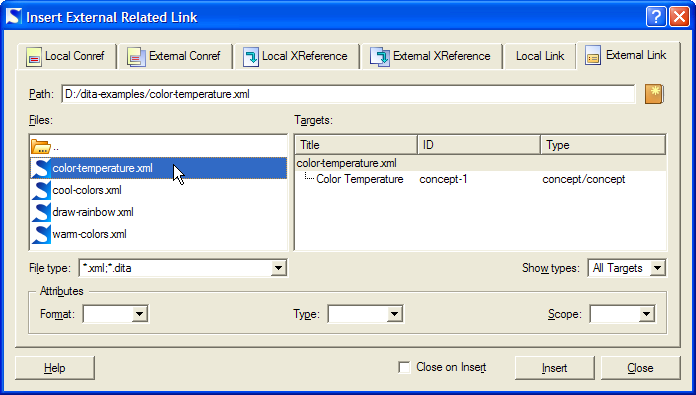 Insert External Related Link
Local Conref External Conref Local XReference External XReference Local Link External Link
Path: D:/dita-examples/color-temperature.xml
Files: Targets:
.. Title ID Type
color-temperature.xml color-temperature.xml
Color Temperature concept-1 concept/concept
cool-colors.xml
draw-rainbow.xml
warm-colors.xml
File type: *.xml;*.dita Show types: All Targets
Attributes
Format: Type: Scope:
Help Close on Insert Insert Close